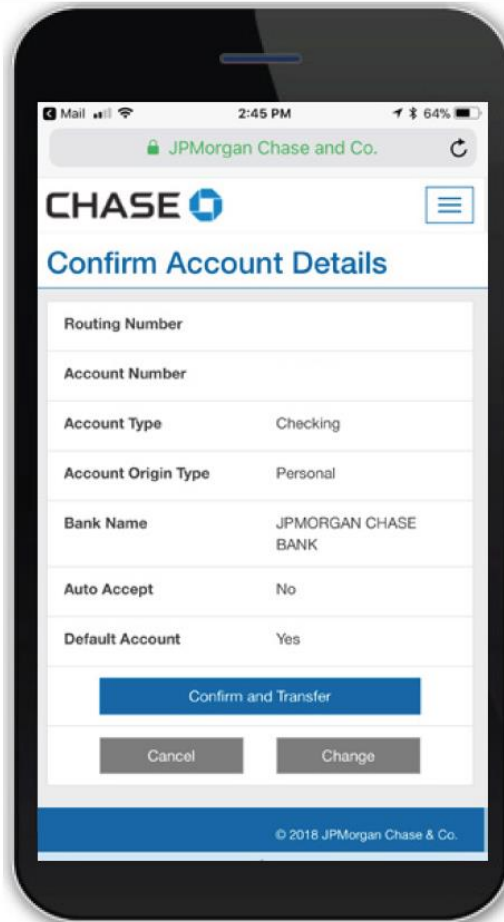 Mail 2:45 PM 64%
JPMorgan Chase and Co.
CHASE
Confirm Account Details
Routing Number
Account Number
Account Type Checking
Account Origin Type Personal
Bank Name JPMORGAN CHASE
BANK
Auto Accept No
Default Account Yes
Confirm and Transfer
Cancel Change
© 2018 JPMorgan Chase & Co.